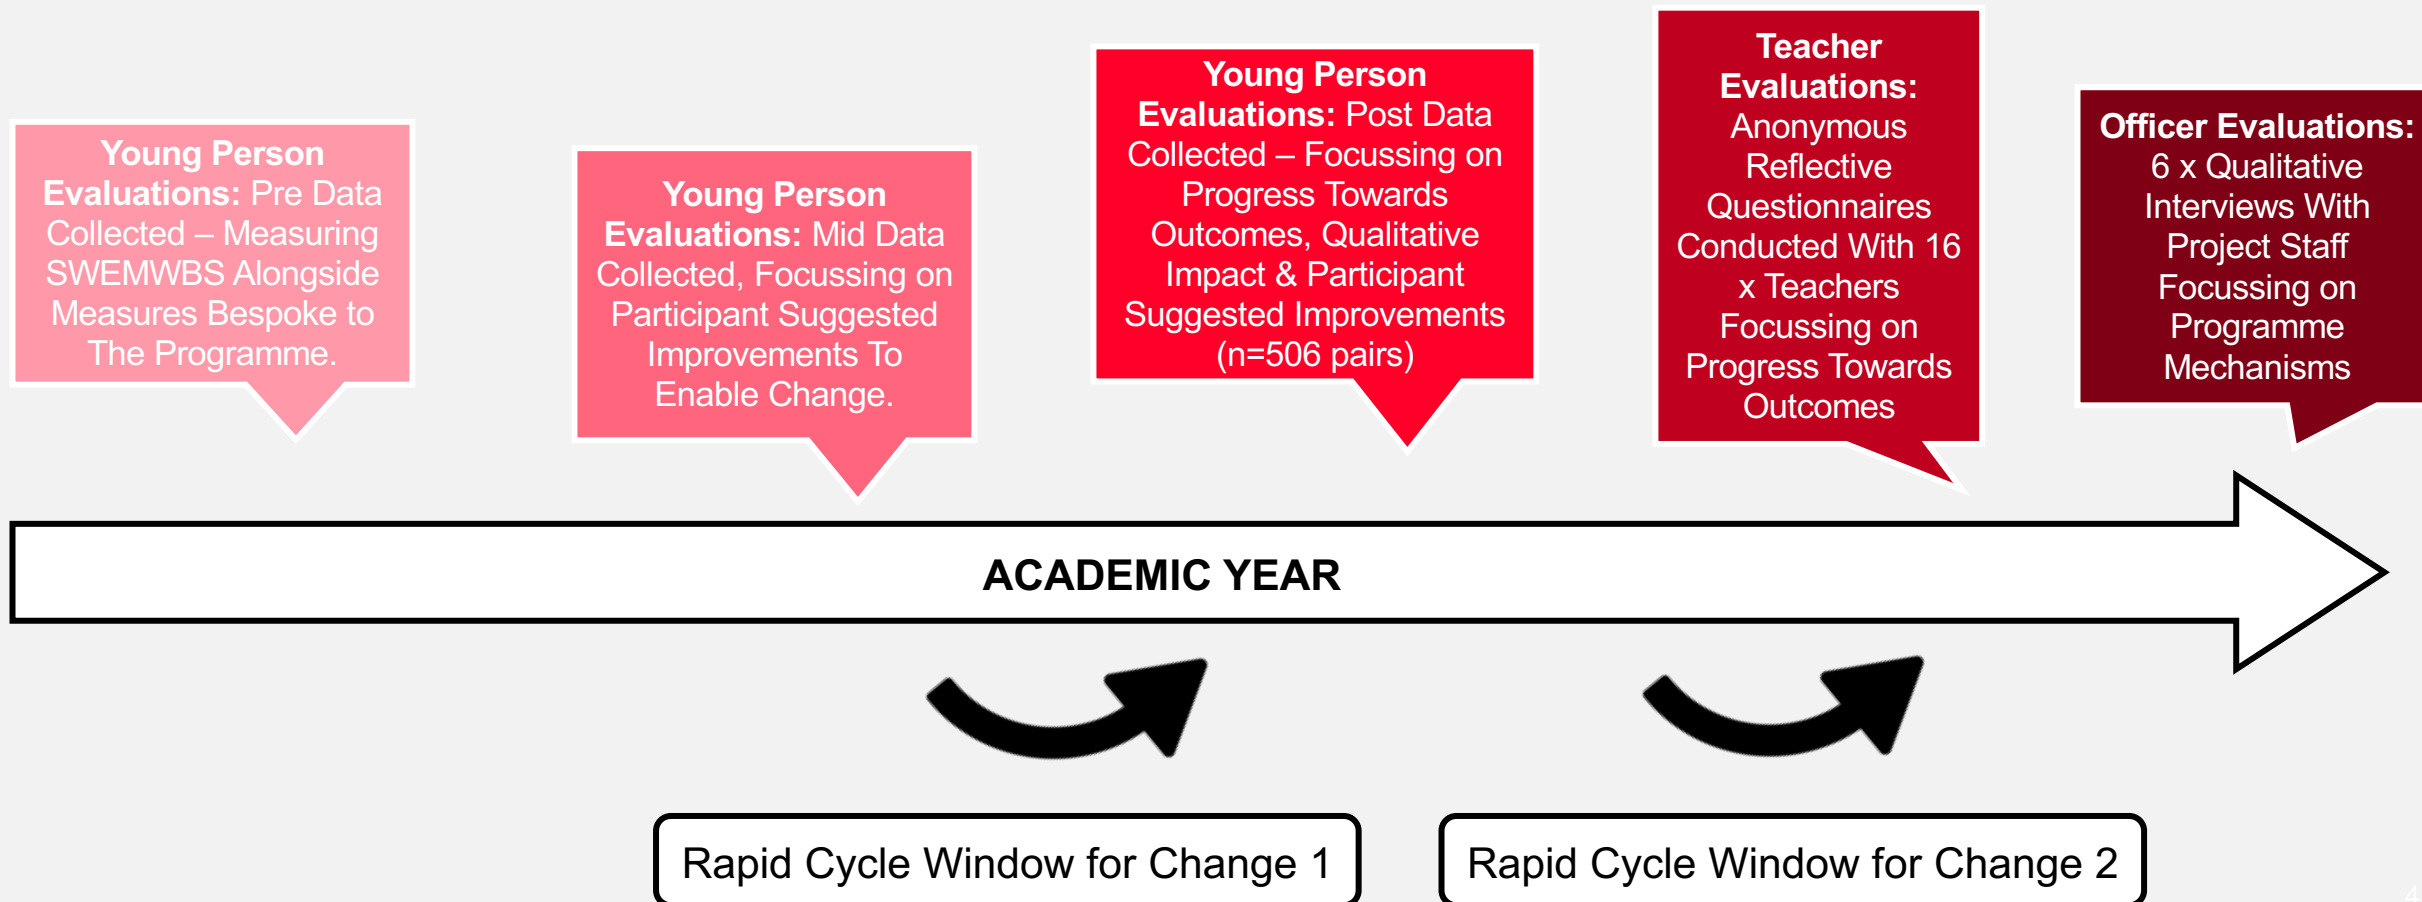 Young Person
Evaluations: Pre Data
Collected – Measuring
SWEMWBS Alongside
Measures Bespoke to
The Programme.
Young Person
Evaluations: Mid Data
Collected, Focussing on
Participant Suggested
Improvements To
Enable Change.
Young Person
Evaluations: Post Data
Collected – Focussing on
Progress Towards
Outcomes, Qualitative
Impact & Participant
Suggested Improvements
(n=506 pairs)
Teacher
Evaluations:
Anonymous
Reflective
Questionnaires
Conducted With 16
x Teachers
Focussing on
Progress Towards
Outcomes
Officer Evaluations:
6 x Qualitative
Interviews With
Project Staff
Focussing on
Programme
Mechanisms
ACADEMIC YEAR
Rapid Cycle Window for Change 1
Rapid Cycle Window for Change 2
4